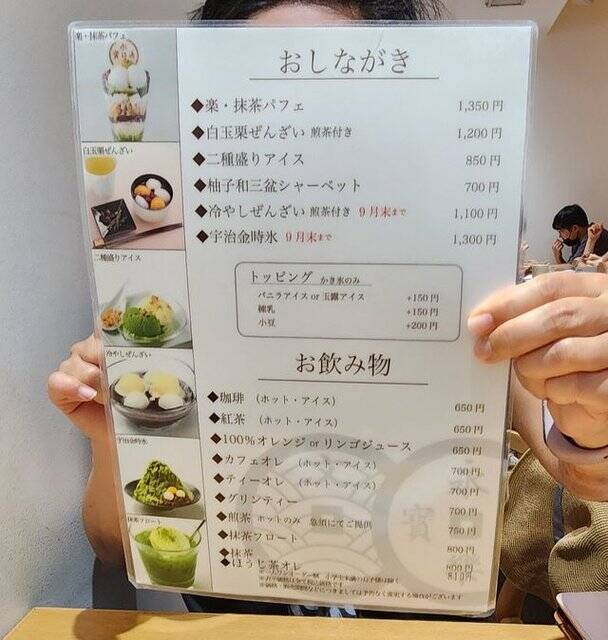 楽・抹茶パフェ
白玉栗ぜんざい
二種盛りアイス
冷やしぜんざい
宇治金時氷
抹茶フロート
おしながき
◆楽・抹茶パフェ 1,350円
◆白玉栗ぜんざい 煎茶付き 1,200円
◆二種盛りアイス 850円
◆柚子和三盆シャーベット 700円
◆冷やしぜんざい 煎茶付き 9月末まで 1,100円
◆宇治金時氷 9月末まで 1,300円
トッピング かき氷のみ
バニラアイス or 玉露アイス +150円
練乳 +150円
小豆 +200円
お飲み物
◆珈琲 (ホット・アイス) 650円
◆紅茶 (ホット・アイス) 650円
◆100%オレンジ or リンゴジュース 650円
◆カフェオレ (ホット・アイス) 700円
◆ティーオレ (ホット・アイス) 700円
◆グリンティー 700円
◆煎茶 ホットのみ 急須にてご提供 750円
◆抹茶フロート 800円
◆抹茶 800円
◆ほうじ茶オレ 810円